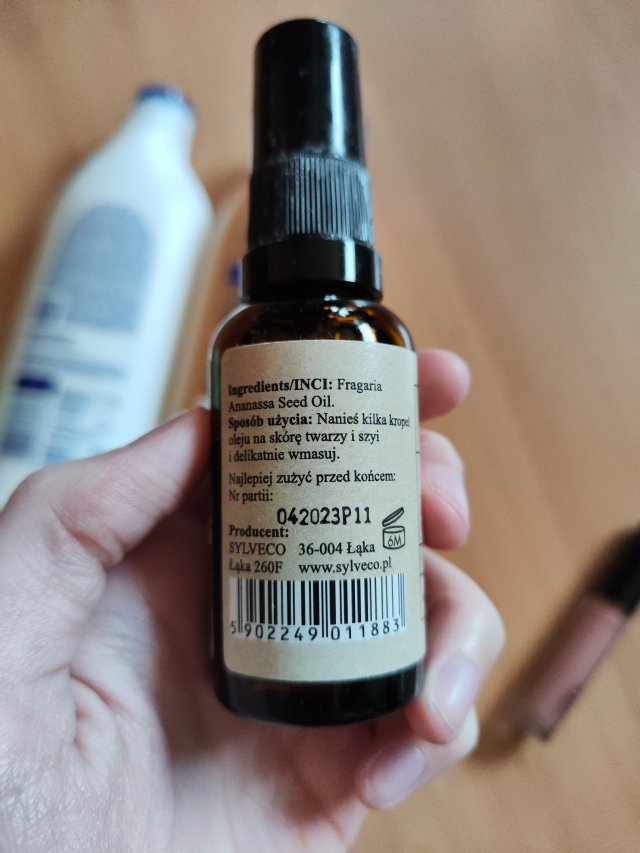 Ingredients/INCI: Fragaria
Ananassa Seed Oil.
Sposób użycia: Nanieś kilka kropel
oleju na skórę twarzy i szyi
i delikatnie wmasuj.
Najlepiej zużyć przed końcem:
Nr partii:
042023P11
Producent:
SYLVECO 36-004 Łąka
6M
Łąka 260F www.sylveco.pl
5 902249 011883